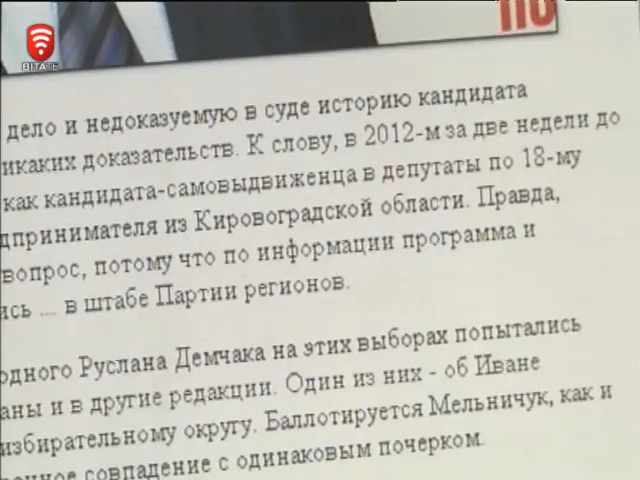 ПО
ВІТА ТБ
дело и недоказуемую в суде историю кандидата
икаких доказательств. К слову, в 2012-м за две недели до
как кандидата-самовыдвиженца в депутаты по 18-му
дпринимателя из Кировоградской области. Правда,
вопрос, потому что по информации программа и
ись ... в штабе Партии регионов.
одного Руслана Демчака на этих выборах попытались
аны и в другие редакции. Один из них - об Иване
избирательному округу. Баллотируется Мельничук, как и
совпадение с одинаковым почерком.